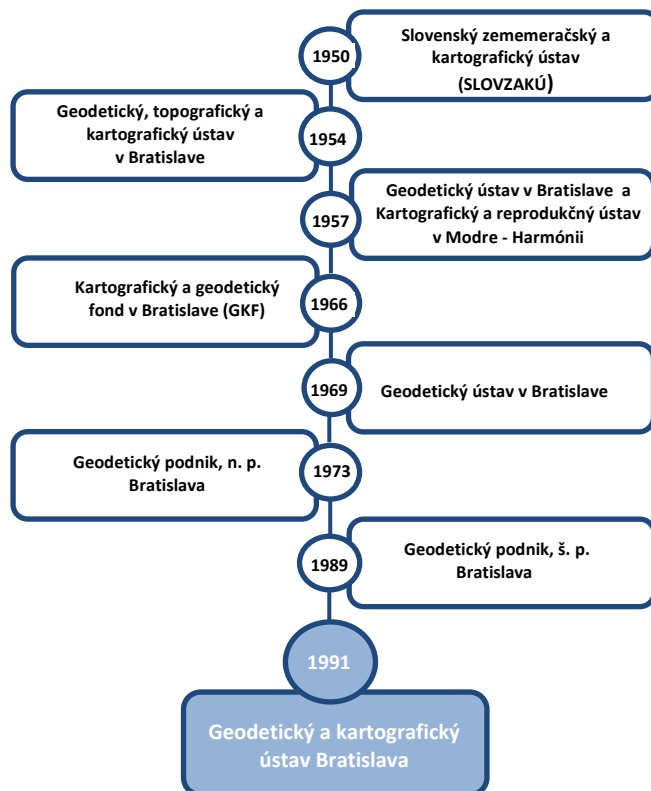 1950
Slovenský zememeračský a
kartografický ústav
(SLOVZAKÚ)
1954
Geodetický, topografický a
kartografický ústav
v Bratislave
1957
Geodetický ústav v Bratislave a
Kartografický a reprodukčný ústav
v Modre - Harmónii
1966
Kartografický a geodetický
fond v Bratislave (GKF)
1969
Geodetický ústav v Bratislave
1973
Geodetický podnik, n. p.
Bratislava
1989
Geodetický podnik, š. p.
Bratislava
1991
Geodetický a kartografický
ústav Bratislava